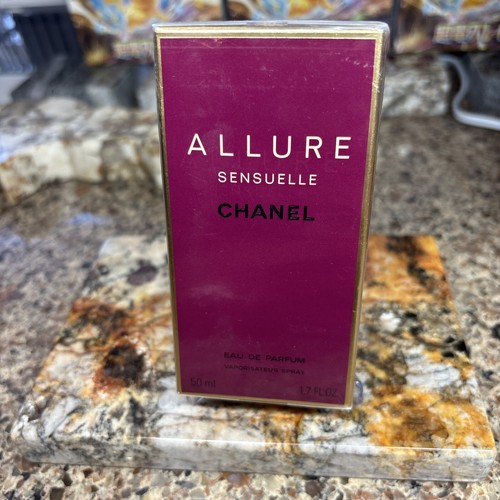 ALLURE
SENSUELLE
CHANEL
EAU DE PARFUM
VAPORISATEUR SPRAY
50 ml
1.7 FL.OZ.